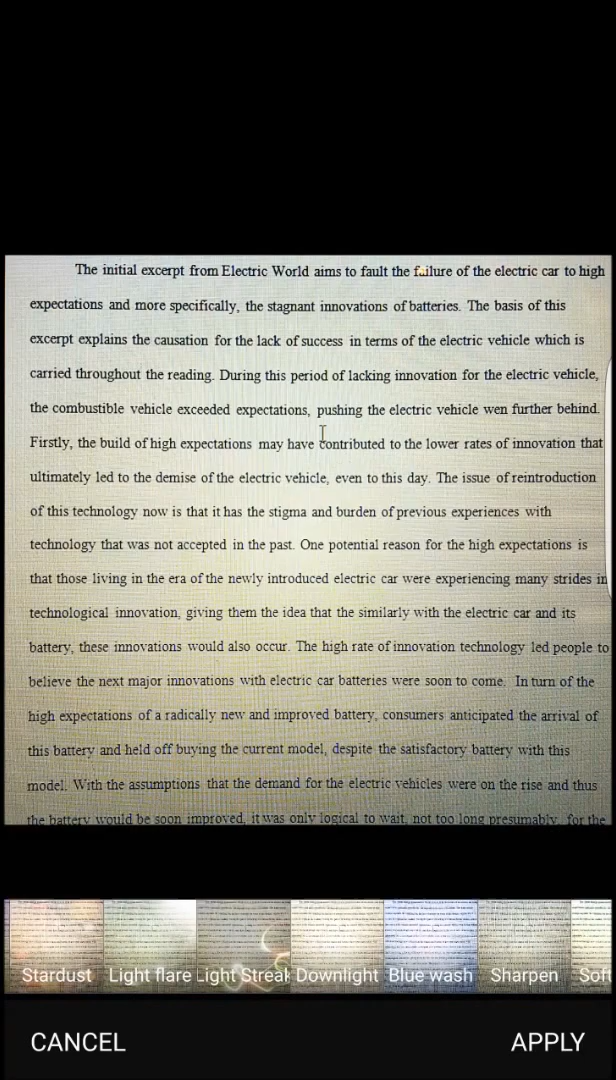 The initial excerpt from Electric World aims to fault the failure of the electric car to high
expectations and more specifically, the stagnant innovations of batteries. The basis of this
excerpt explains the causation for the lack of success in terms of the electric vehicle which is
carried throughout the reading. During this period of lacking innovation for the electric vehicle,
the combustible vehicle exceeded expectations, pushing the electric vehicle wen further behind.
Firstly, the build of high expectations may have contributed to the lower rates of innovation that
ultimately led to the demise of the electric vehicle, even to this day. The issue of reintroduction
of this technology now is that it has the stigma and burden of previous experiences with
technology that was not accepted in the past. One potential reason for the high expectations is
that those living in the era of the newly introduced electric car were experiencing many strides in
technological innovation, giving them the idea that the similarly with the electric car and its
battery, these innovations would also occur. The high rate of innovation technology led people to
believe the next major innovations with electric car batteries were soon to come. In turn of the
high expectations of a radically new and improved battery, consumers anticipated the arrival of
this battery and held off buying the current model, despite the satisfactory battery with this
model. With the assumptions that the demand for the electric vehicles were on the rise and thus
the battery would be soon improved, it was only logical to wait, not too long presumably, for the
Stardust Light flare Light Streak Downlight Blue wash Sharpen Soft
CANCEL APPLY